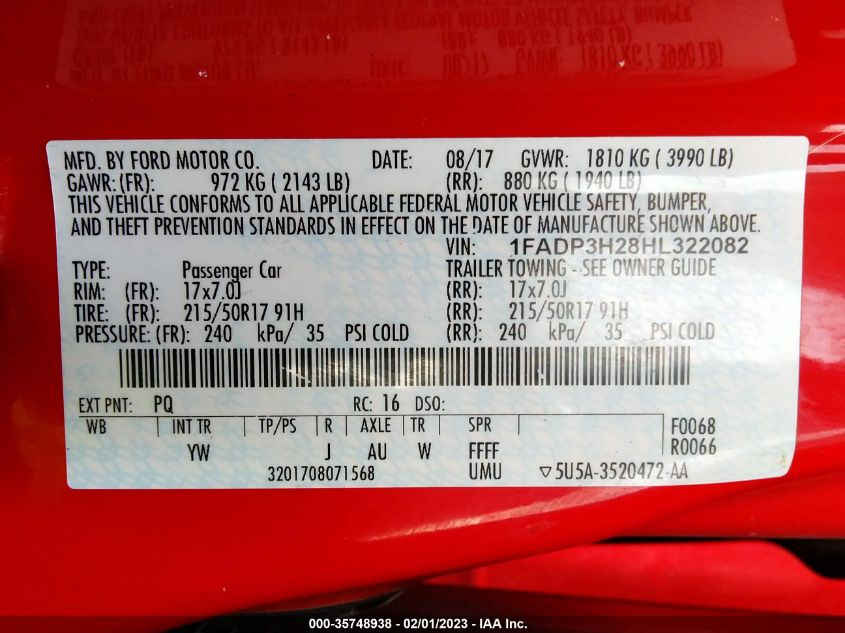 MFD. BY FORD MOTOR CO. DATE: 08/17 GVWR: 1810 KG ( 3990 LB)
GAWR: (FR): 972 KG ( 2143 LB) (RR): 880 KG ( 1940 LB)
THIS VEHICLE CONFORMS TO ALL APPLICABLE FEDERAL MOTOR VEHICLE SAFETY, BUMPER,
AND THEFT PREVENTION STANDARDS IN EFFECT ON THE DATE OF MANUFACTURE SHOWN ABOVE.
VIN: 1FADP3H28HL322082
TYPE: Passenger Car TRAILER TOWING - SEE OWNER GUIDE
RIM: (FR): 17x7.0J (RR): 17x7.0J
TIRE: (FR): 215/50R17 91H (RR): 215/50R17 91H
PRESSURE: (FR): 240 kPa/ 35 PSI COLD (RR): 240 kPa/ 35 PSI COLD
EXT PNT: PQ RC: 16 DSO:
WB INT TR TP/PS R AXLE TR SPR F0068
YW J AU W FFFF R0066
3201708071568 UMU ▽5U5A-3520472-AA
000-35748938 - 02/01/2023 - IAA Inc.